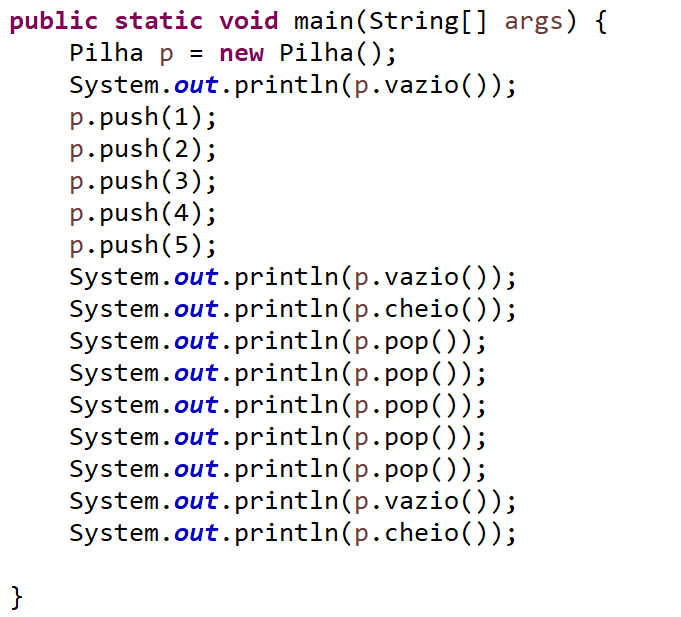 public static void main(String[] args) {
    Pilha p = new Pilha();
    System.out.println(p.vazio());
    p.push(1);
    p.push(2);
    p.push(3);
    p.push(4);
    p.push(5);
    System.out.println(p.vazio());
    System.out.println(p.cheio());
    System.out.println(p.pop());
    System.out.println(p.pop());
    System.out.println(p.pop());
    System.out.println(p.pop());
    System.out.println(p.pop());
    System.out.println(p.vazio());
    System.out.println(p.cheio());

}